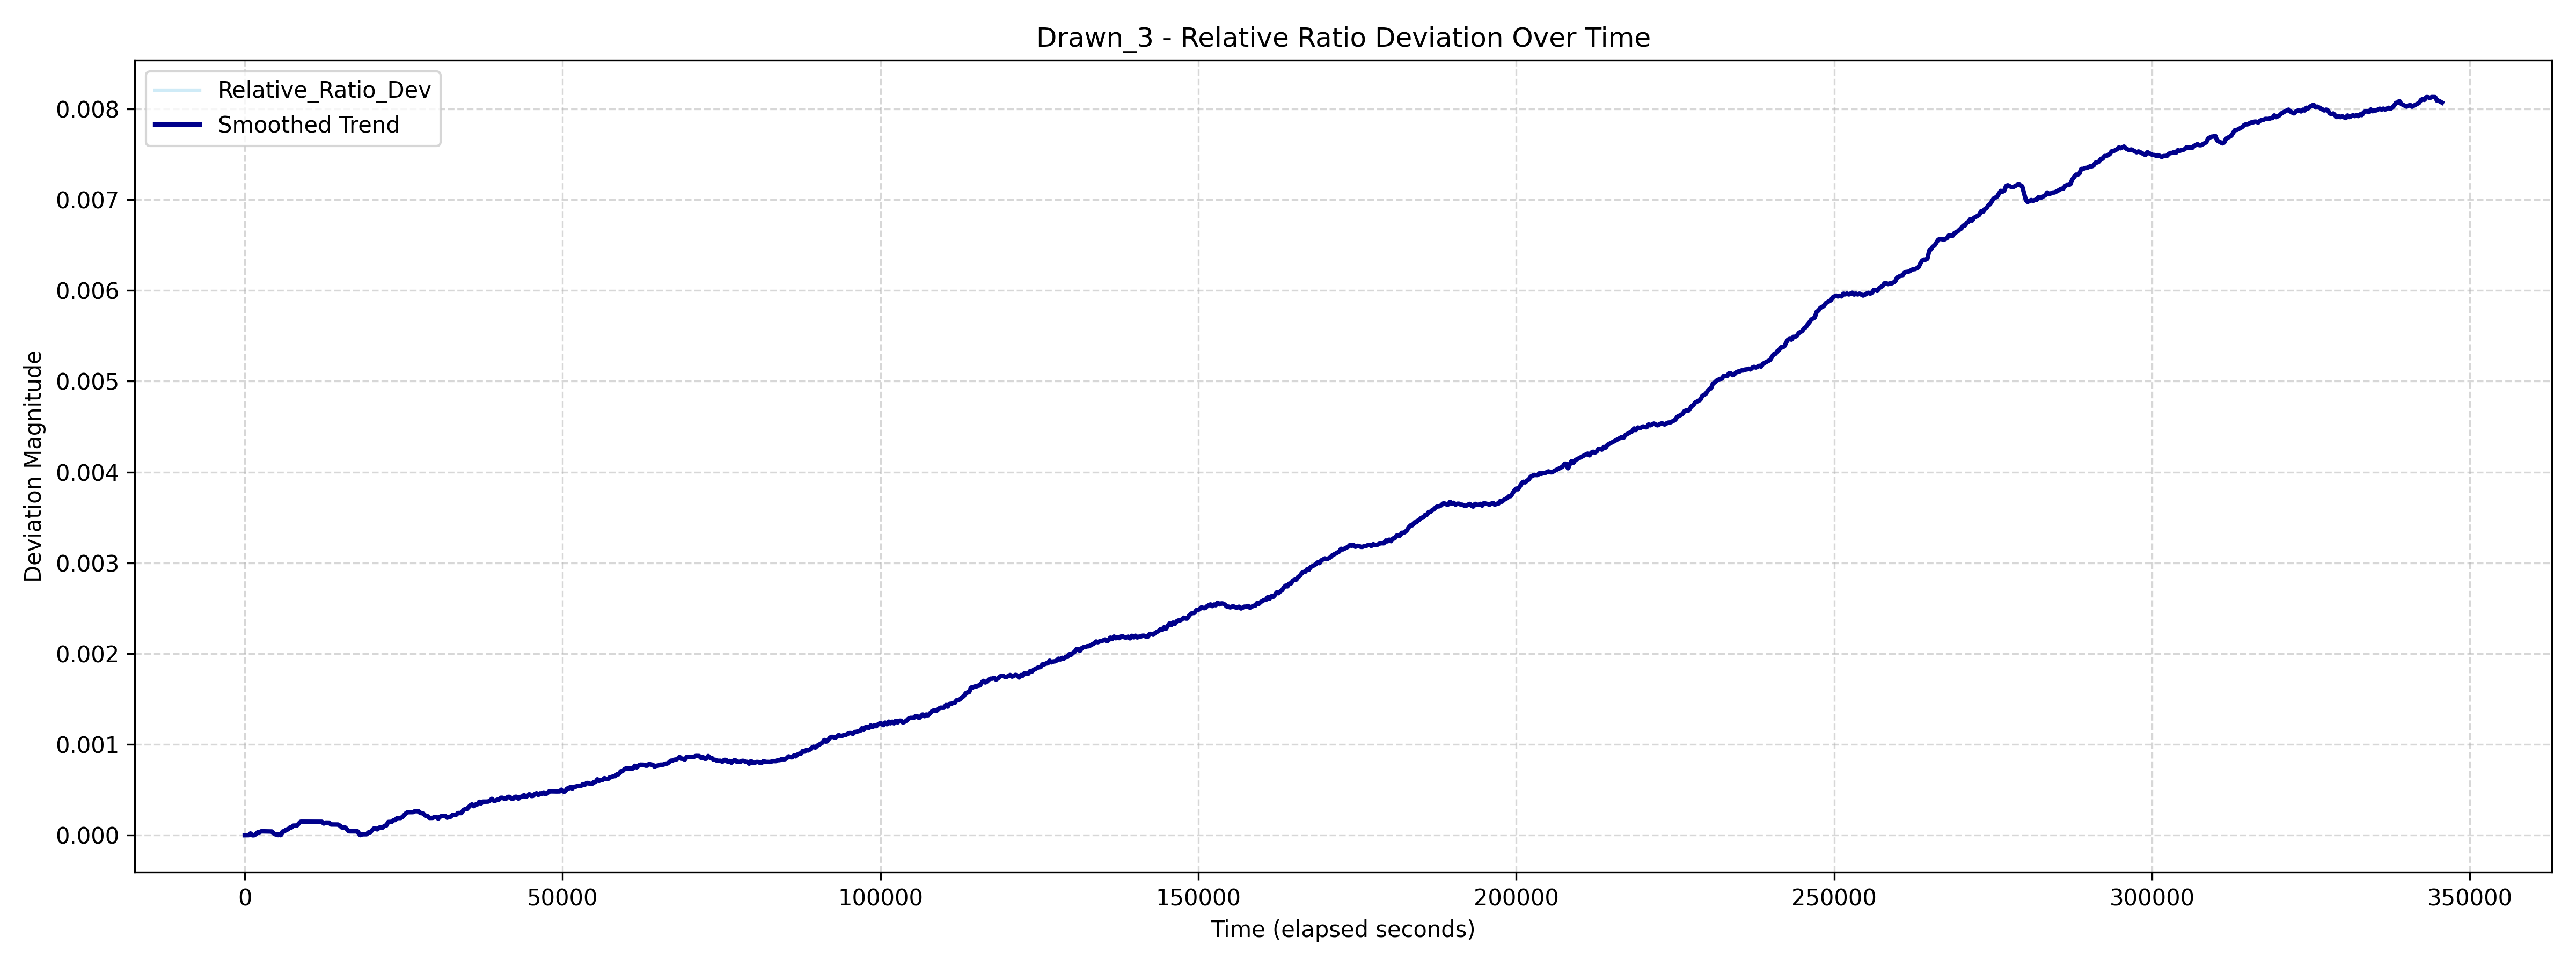 Drawn_3 - Relative Ratio Deviation Over Time
Relative_Ratio_Dev
Smoothed Trend
Deviation Magnitude
0.008
0.007
0.006
0.005
0.004
0.003
0.002
0.001
0.000
0 50000 100000 150000 200000 250000 300000 350000
Time (elapsed seconds)